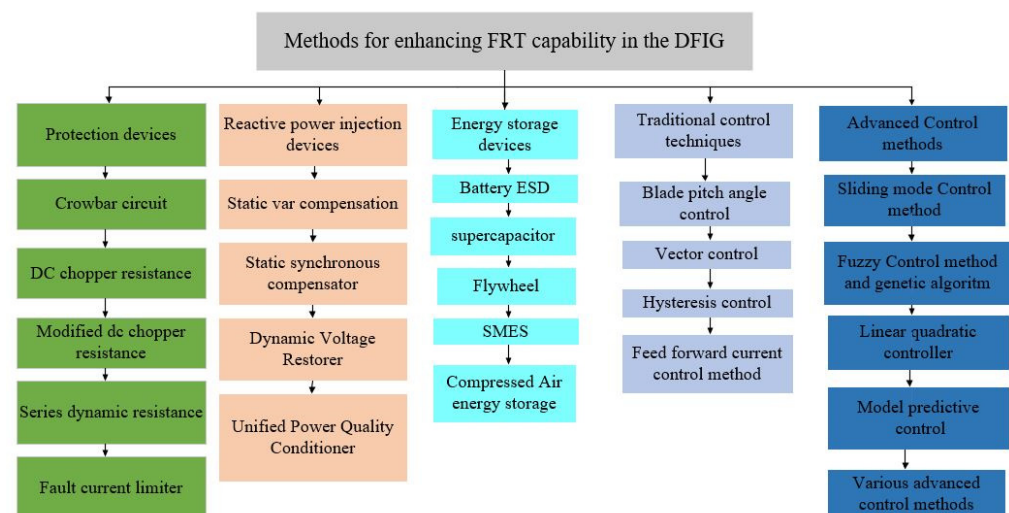 Methods for enhancing FRT capability in the DFIG
Protection devices
Crowbar circuit
DC chopper resistance
Modified dc chopper
resistance
Series dynamic resistance
Fault current limiter
Reactive power injection
devices
Static var compensation
Static synchronous
compensator
Dynamic Voltage
Restorer
Unified Power Quality
Conditioner
Energy storage
devices
Battery ESD
supercapacitor
Flywheel
SMES
Compressed Air
energy storage
Traditional control
techniques
Blade pitch angle
control
Vector control
Hysteresis control
Feed forward current
control method
Advanced Control
methods
Sliding mode Control
method
Fuzzy Control method
and genetic algoritm
Linear quadratic
controller
Model predictive
control
Various advanced
control methods